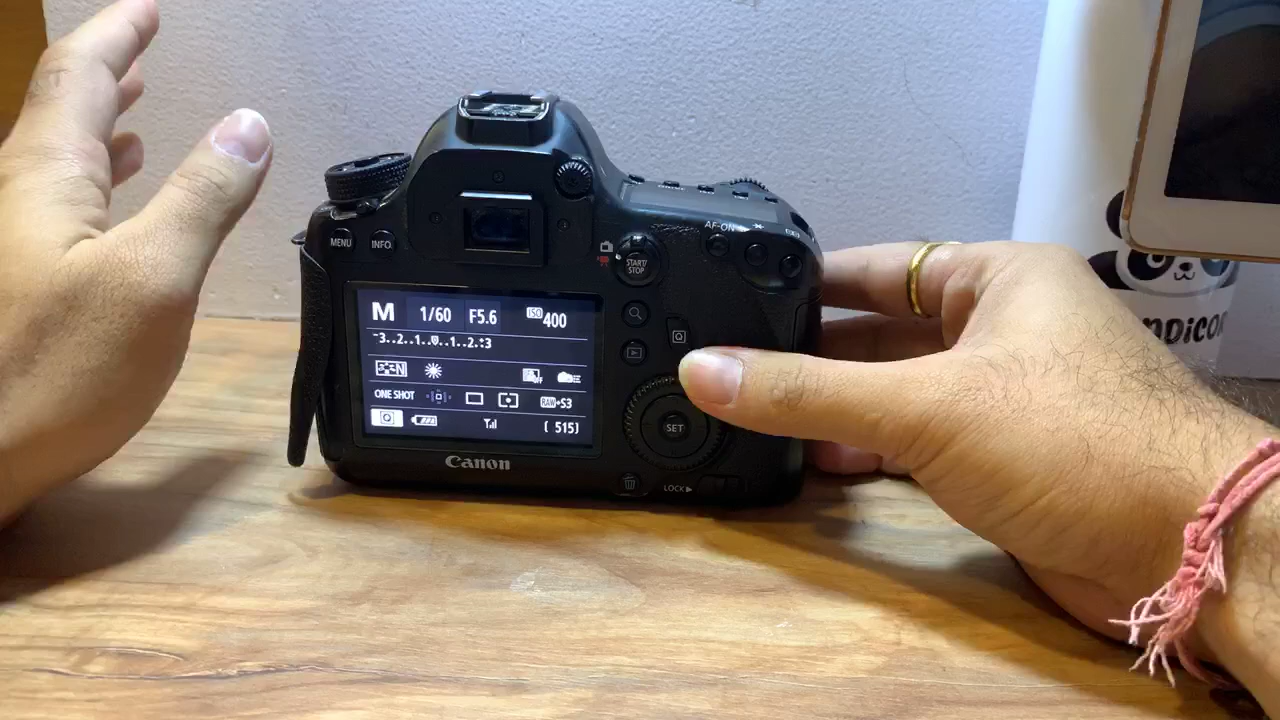 MENU INFO
AF-ON
START/
STOP
M 1/60 F5.6 ISO 400
-3..2..1..0..1..2..:3
Q
ONE SHOT RAW+S3
Q [ 515]
SET
Canon
LOCK▶